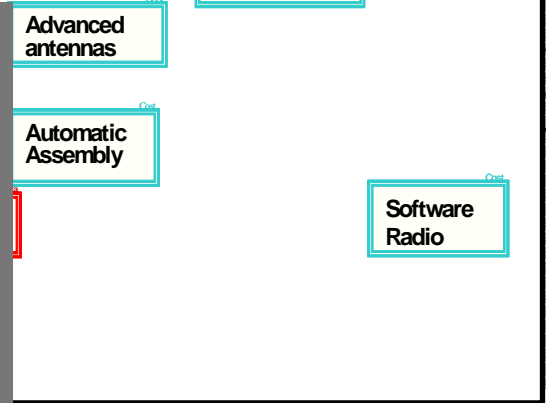 Advanced
antennas
Cost
Automatic
Assembly
Cost
Software
Radio